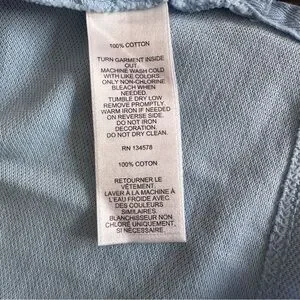 100% COTTON
TURN GARMENT INSIDE
OUT.
MACHINE WASH COLD
WITH LIKE COLORS.
ONLY NON-CHLORINE
BLEACH WHEN
NEEDED.
TUMBLE DRY LOW
REMOVE PROMPTLY
WARM IRON IF NEEDED
ON REVERSE SIDE.
DO NOT IRON
DECORATION.
DO NOT DRY CLEAN.
RN 134578
100% COTON
RETOURNER LE
VÊTEMENT.
LAVER À LA MACHINE À
L'EAU FROIDE AVEC
DES COULEURS
SIMILAIRES.
BLANCHISSEUR NON
CHLORÉ UNIQUEMENT,
SI NÉCESSAIRE